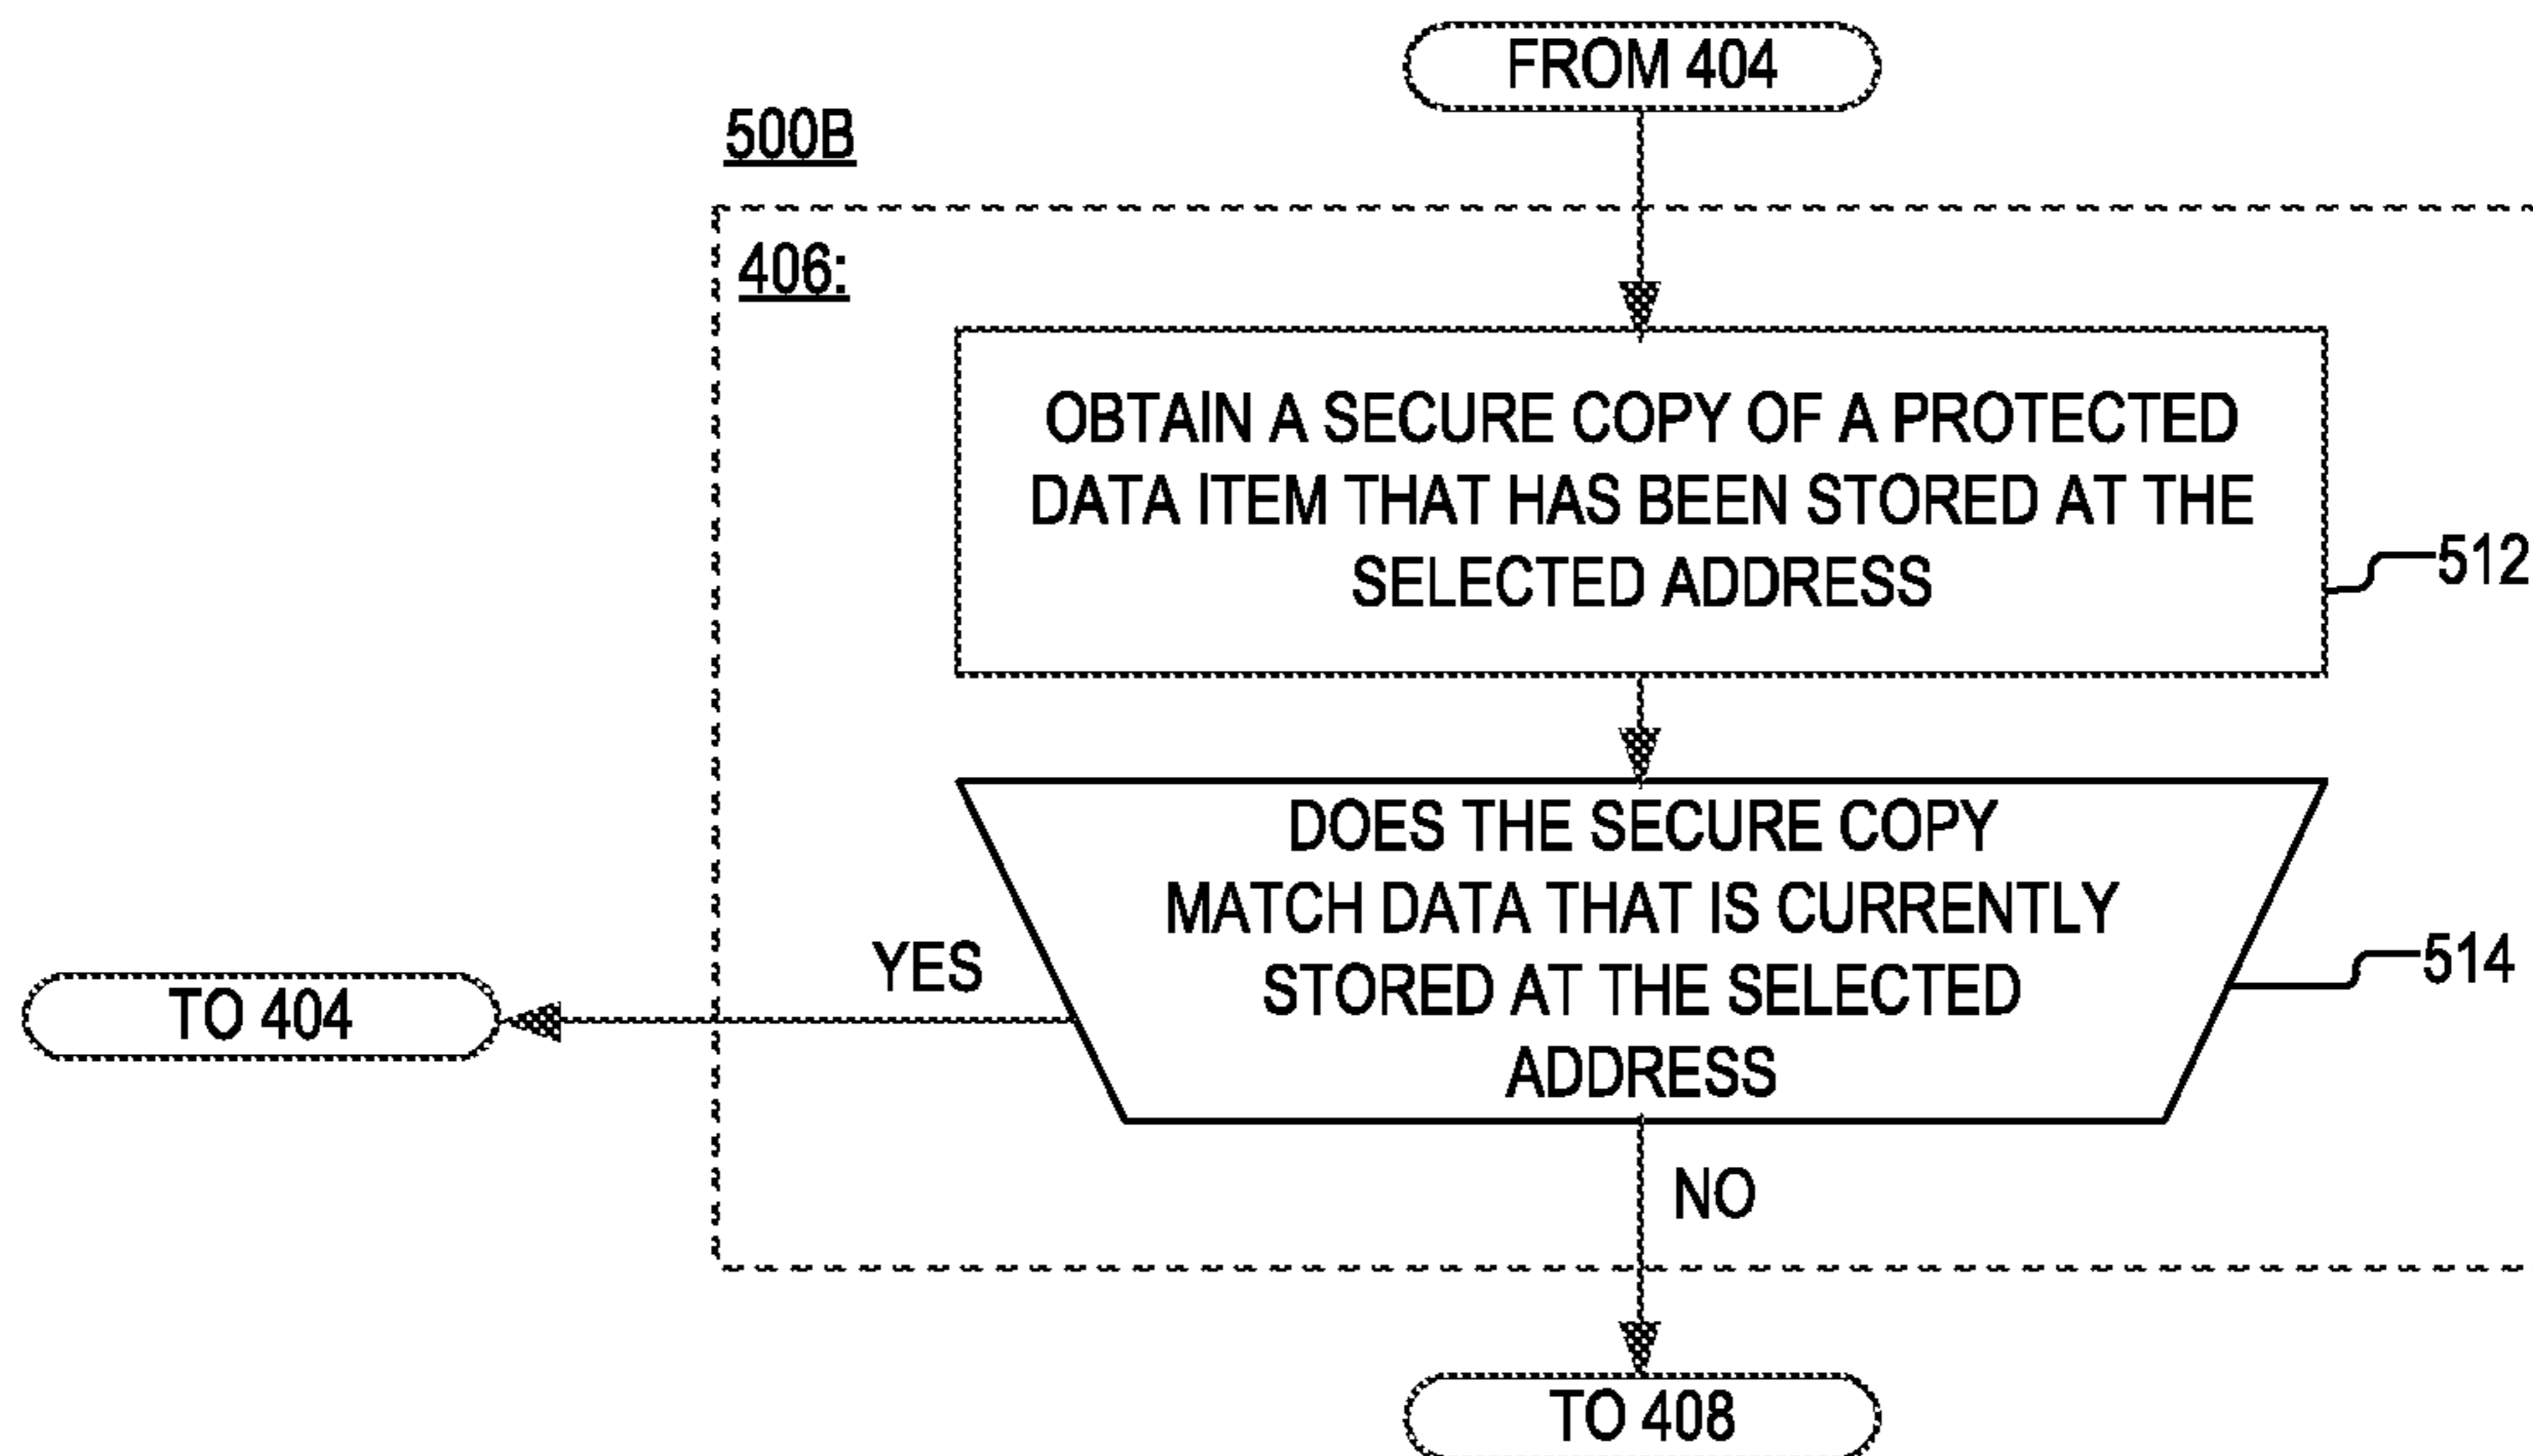 FROM 404
500B
406:
OBTAIN A SECURE COPY OF A PROTECTED
DATA ITEM THAT HAS BEEN STORED AT THE
SELECTED ADDRESS
512
DOES THE SECURE COPY
MATCH DATA THAT IS CURRENTLY
STORED AT THE SELECTED
ADDRESS
514
YES
TO 404
NO
TO 408